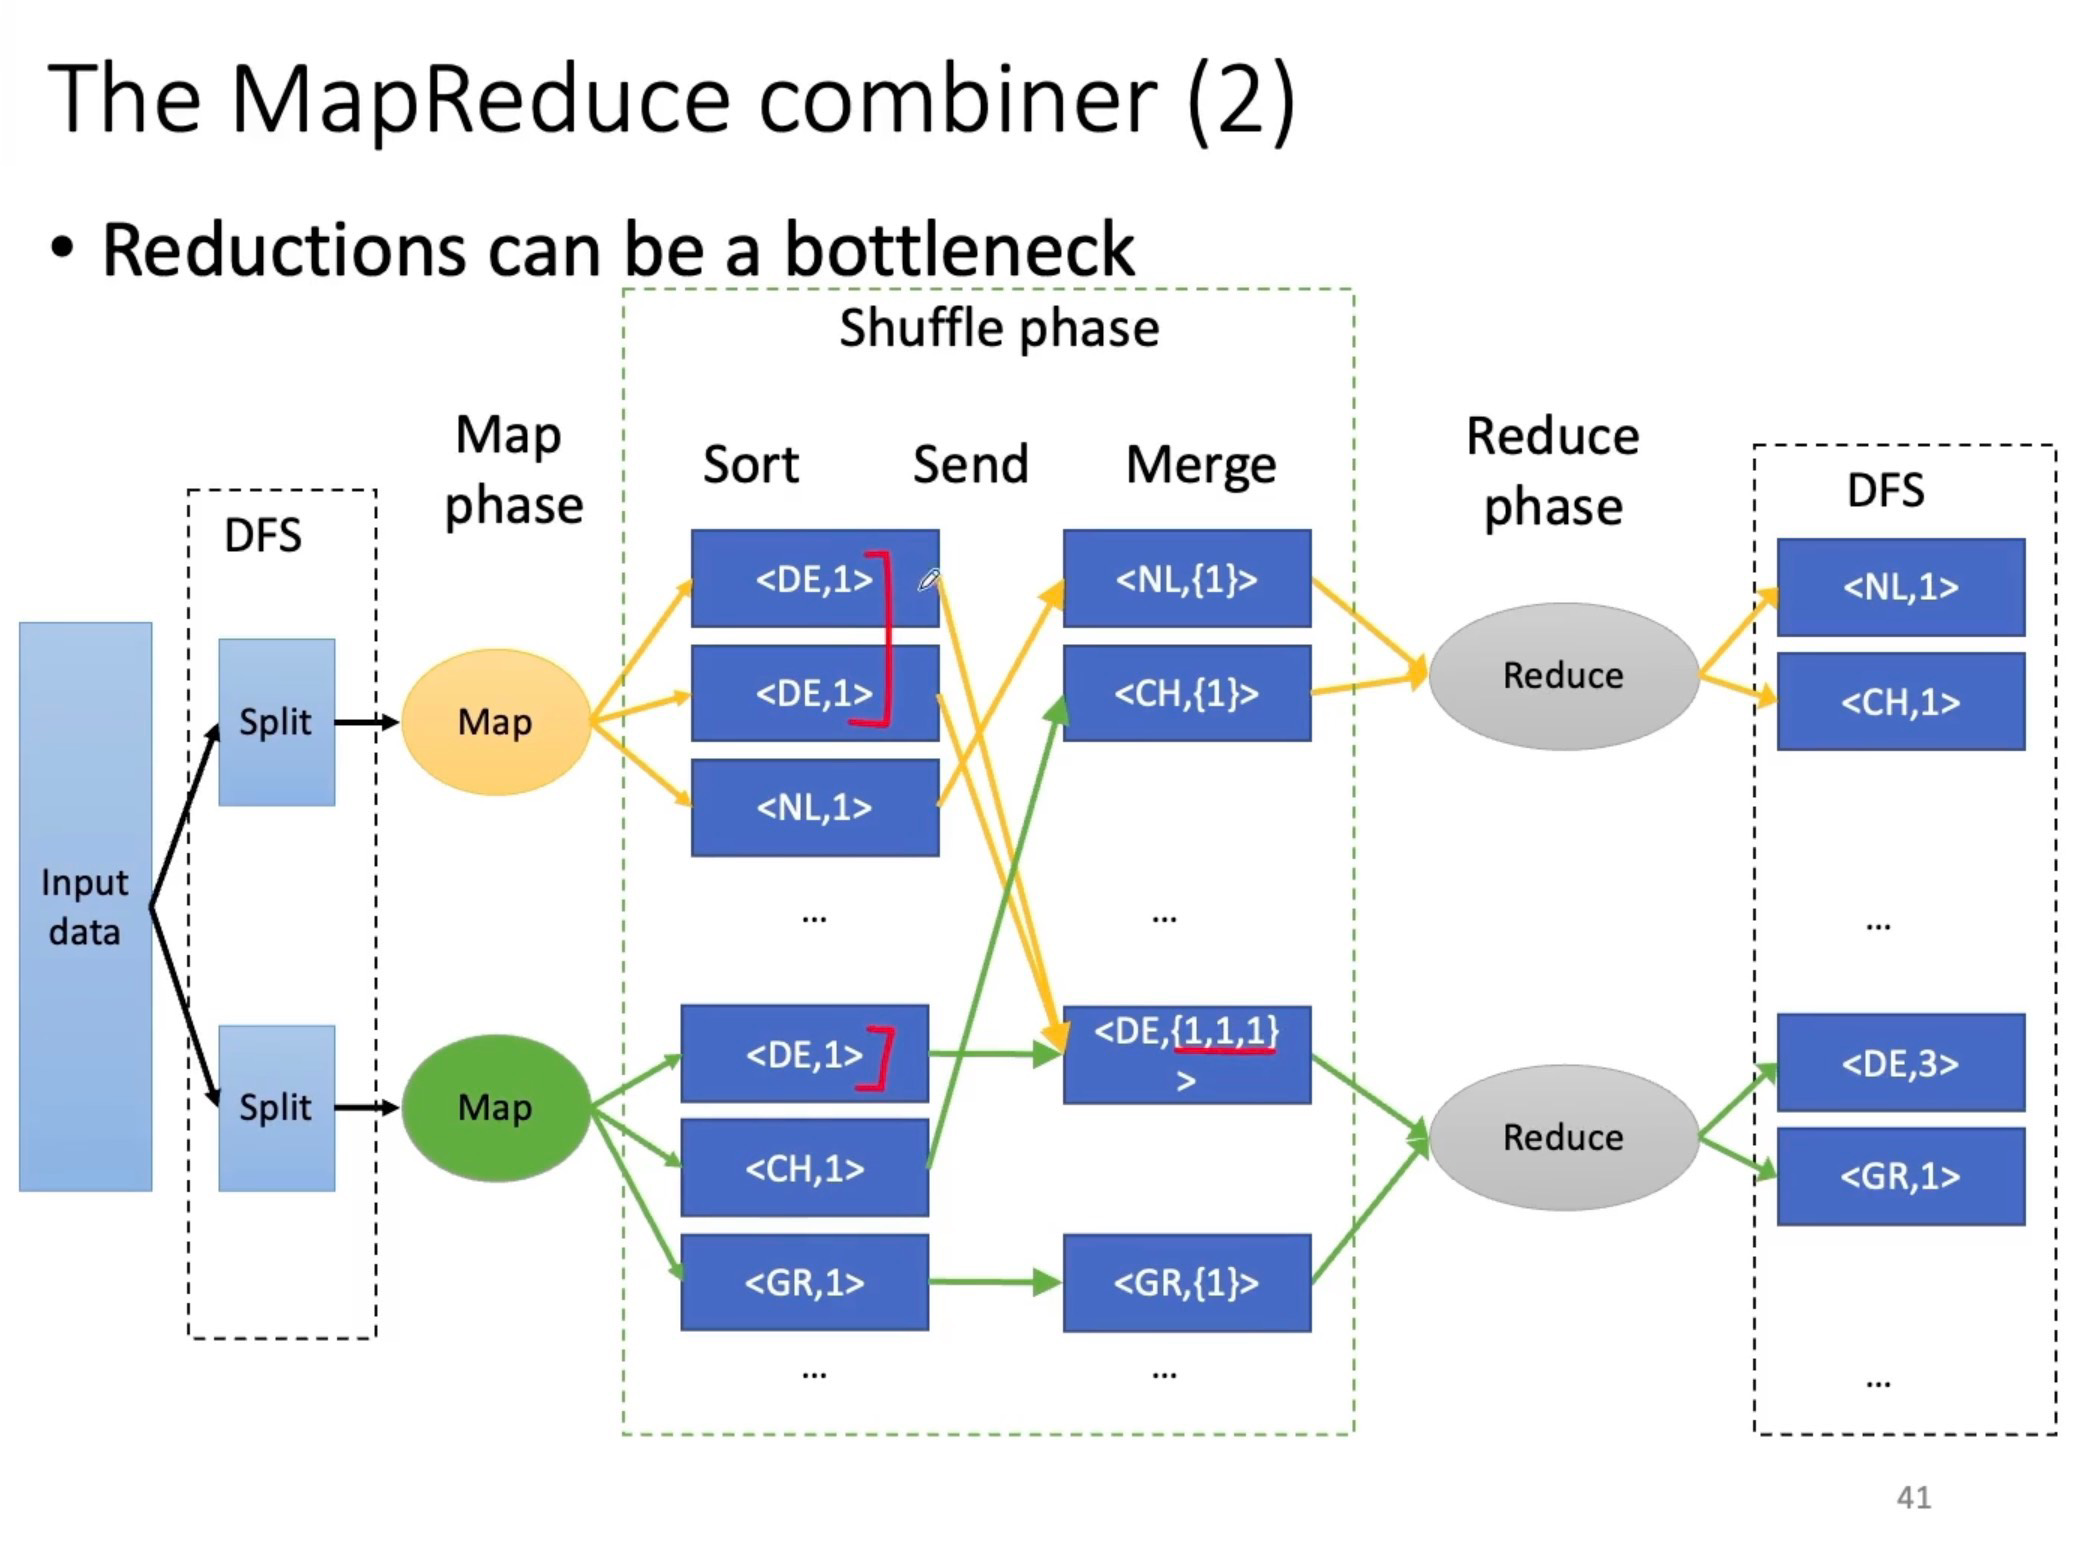 The MapReduce combiner (2)
• Reductions can be a bottleneck
Shuffle phase
Map
phase
Sort
Send
Merge
Reduce
phase
DFS
DFS
Input
data
Split
Split
Map
Map
<DE,1>
<DE,1>
<NL,1>
...
<DE,1>
<CH,1>
<GR,1>
...
<NL,{1}>
<CH,{1}>
...
<DE,{1,1,1}
>
<GR,{1}>
...
Reduce
Reduce
<NL,1>
<CH,1>
...
<DE,3>
<GR,1>
...
41